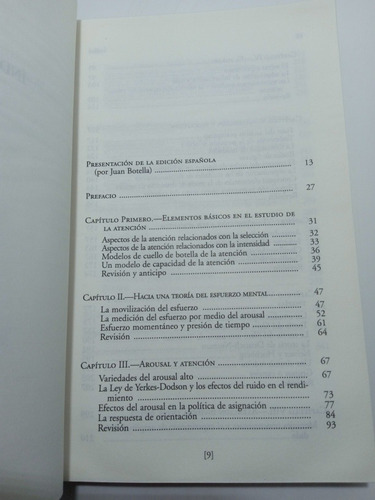 PRESENTACIÓN DE LA EDICIÓN ESPAÑOLA
(por Juan Botella) 13
PREFACIO 27
CAPÍTULO PRIMERO.—ELEMENTOS BÁSICOS EN EL ESTUDIO DE
LA ATENCIÓN 31
Aspectos de la atención relacionados con la selección 32
Aspectos de la atención relacionados con la intensidad 33
Modelos de cuello de botella de la atención 36
Un modelo de capacidad de la atención 39
Revisión y anticipo 45
CAPÍTULO II.—HACIA UNA TEORÍA DEL ESFUERZO MENTAL 47
La movilización del esfuerzo 47
La medición del esfuerzo por medio del arousal 52
Esfuerzo momentáneo y presión de tiempo 61
Revisión 64
CAPÍTULO III.—AROUSAL Y ATENCIÓN 67
Variedades del arousal alto 67
La Ley de Yerkes-Dodson y los efectos del ruido en el rendi-
miento 73
Efectos del arousal en la política de asignación 77
La respuesta de orientación 84
Revisión 93
[9]